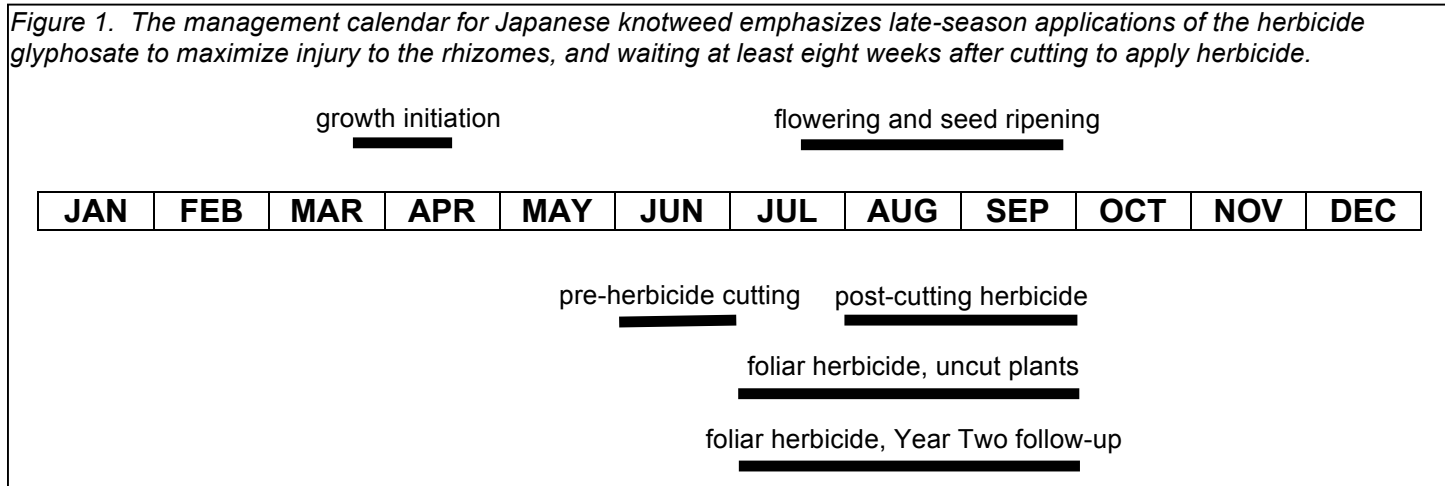 Figure 1.  The management calendar for Japanese knotweed emphasizes late-season applications of the herbicide
glyphosate to maximize injury to the rhizomes, and waiting at least eight weeks after cutting to apply herbicide.
growth initiation
flowering and seed ripening
JAN FEB MAR APR MAY JUN JUL AUG SEP OCT NOV DEC
pre-herbicide cutting
post-cutting herbicide
foliar herbicide, uncut plants
foliar herbicide, Year Two follow-up